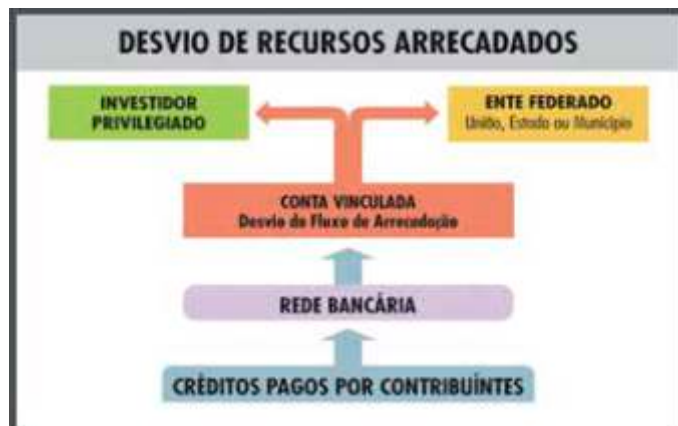 DESVIO DE RECURSOS ARRECADADOS
INVESTIDOR
PRIVILEGIADO
ENTE FEDERADO
União, Estado ou Município
CONTA VINCULADA
Desvio do Fluxo de Arrecadação
REDE BANCÁRIA
CRÉDITOS PAGOS POR CONTRIBUÍNTES